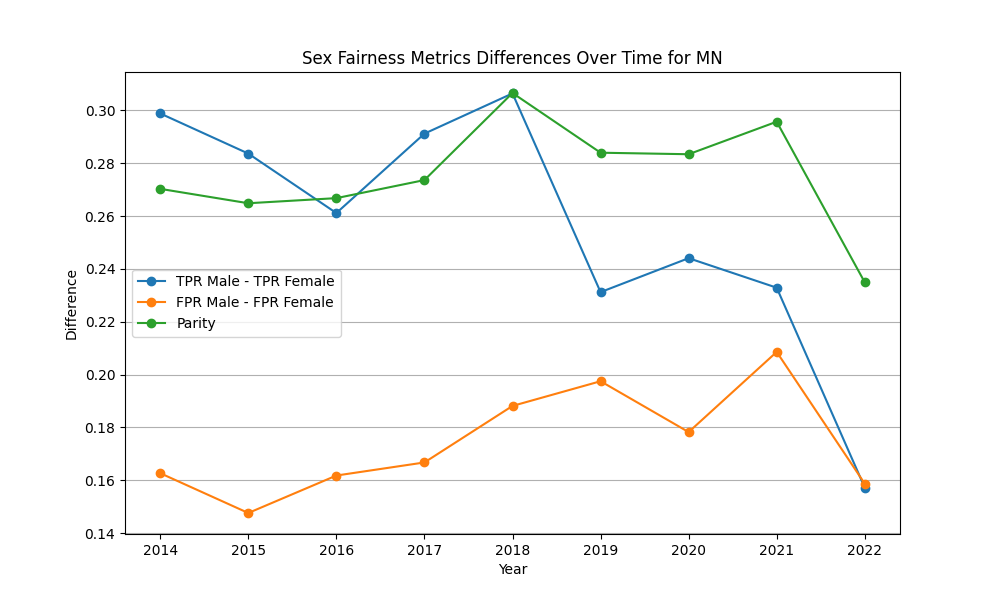 Sex Fairness Metrics Differences Over Time for MN
0.30
0.28
0.26
0.24
0.22
0.20
0.18
0.16
0.14
Difference
TPR Male - TPR Female
FPR Male - FPR Female
Parity
2014 2015 2016 2017 2018 2019 2020 2021 2022
Year